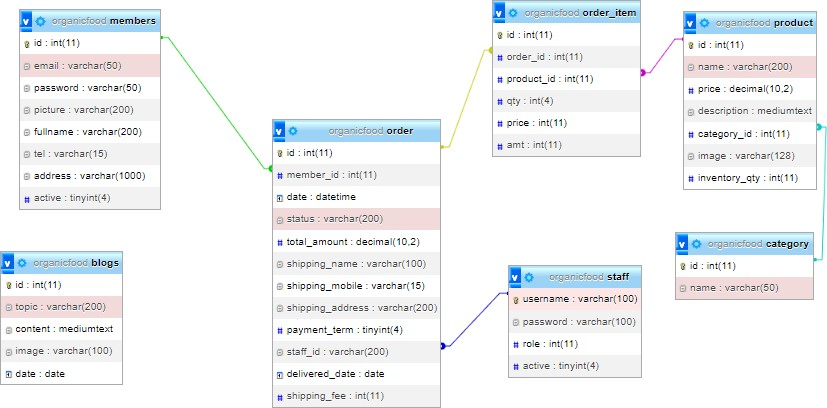 organicfood members
id : int(11)
email : varchar(50)
password : varchar(50)
picture : varchar(200)
fullname : varchar(200)
tel : varchar(15)
address : varchar(1000)
active : tinyint(4)
organicfood blogs
id : int(11)
topic : varchar(200)
content : mediumtext
image : varchar(100)
date : date
organicfood order
id : int(11)
member_id : int(11)
date : datetime
status : varchar(200)
total_amount : decimal(10,2)
shipping_name : varchar(100)
shipping_mobile : varchar(15)
shipping_address : varchar(200)
payment_term : tinyint(4)
staff_id : varchar(200)
delivered_date : date
shipping_fee : int(11)
organicfood order_item
id : int(11)
order_id : int(11)
product_id : int(11)
qty : int(4)
price : int(11)
amt : int(11)
organicfood staff
username : varchar(100)
password : varchar(100)
role : int(11)
active : tinyint(4)
organicfood product
id : int(11)
name : varchar(200)
price : decimal(10,2)
description : mediumtext
category_id : int(11)
image : varchar(128)
inventory_qty : int(11)
organicfood category
id : int(11)
name : varchar(50)